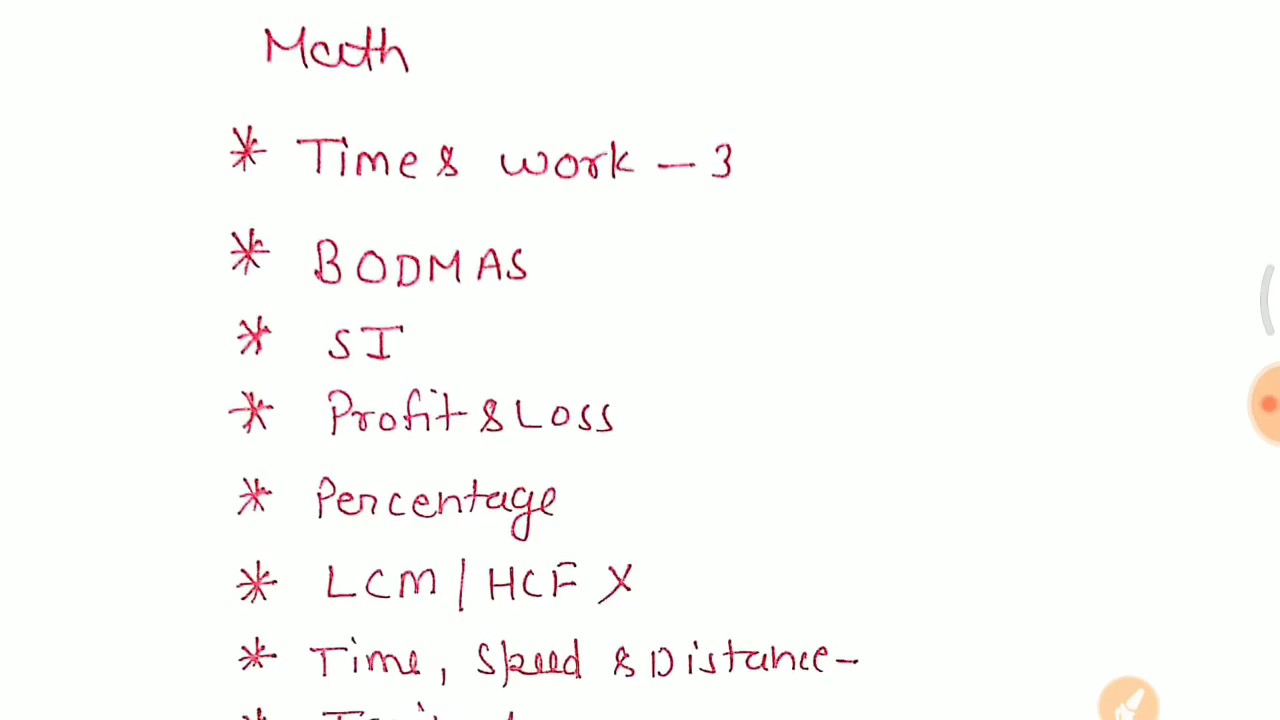 Math
* Time & work - 3
* BODMAS
* SI
* Profit & Loss
* Percentage
* LCM / HCF X
* Time, Speed & Distance -